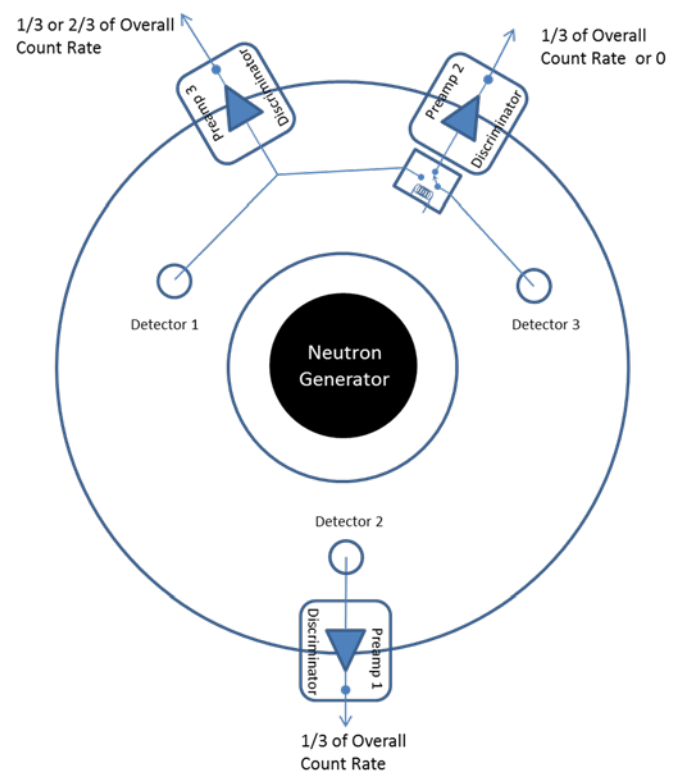 1/3 or 2/3 of Overall
Count Rate
1/3 of Overall
Count Rate or 0
Preamp 3
Discriminator
Preamp 2
Discriminator
Detector 1
Detector 3
Neutron
Generator
Detector 2
Discriminator
Preamp 1
1/3 of Overall
Count Rate